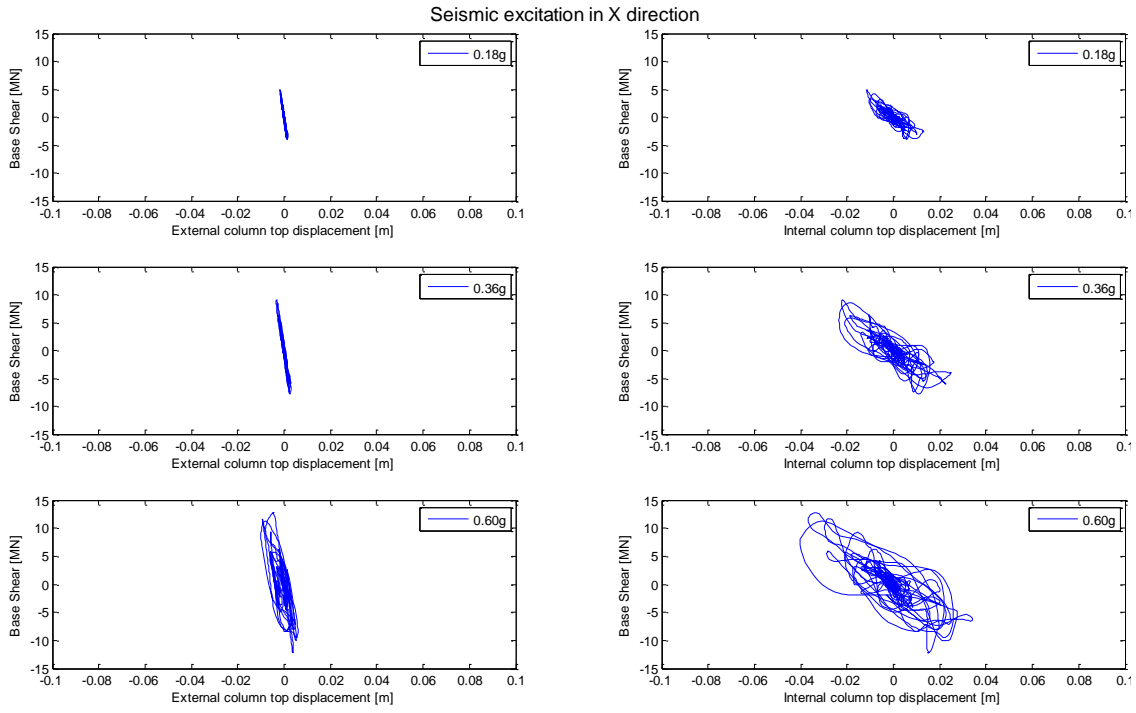 Seismic excitation in X direction
15
10
5
0
-5
-10
-15
Base Shear [MN]
0.18g
-0.1 -0.08 -0.06 -0.04 -0.02 0 0.02 0.04 0.06 0.08 0.1
External column top displacement [m]
15
10
5
0
-5
-10
-15
Base Shear [MN]
0.18g
-0.1 -0.08 -0.06 -0.04 -0.02 0 0.02 0.04 0.06 0.08 0.1
Internal column top displacement [m]
15
10
5
0
-5
-10
-15
Base Shear [MN]
0.36g
-0.1 -0.08 -0.06 -0.04 -0.02 0 0.02 0.04 0.06 0.08 0.1
External column top displacement [m]
15
10
5
0
-5
-10
-15
Base Shear [MN]
0.36g
-0.1 -0.08 -0.06 -0.04 -0.02 0 0.02 0.04 0.06 0.08 0.1
Internal column top displacement [m]
15
10
5
0
-5
-10
-15
Base Shear [MN]
0.60g
-0.1 -0.08 -0.06 -0.04 -0.02 0 0.02 0.04 0.06 0.08 0.1
External column top displacement [m]
15
10
5
0
-5
-10
-15
Base Shear [MN]
0.60g
-0.1 -0.08 -0.06 -0.04 -0.02 0 0.02 0.04 0.06 0.08 0.1
Internal column top displacement [m]